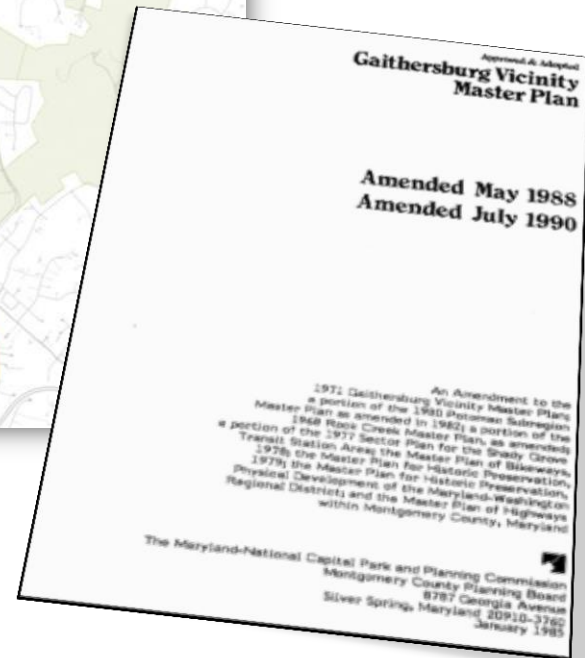 Approved & Adopted
Gaithersburg Vicinity
Master Plan
Amended May 1988
Amended July 1990
An Amendment to the
1971 Gaithersburg Vicinity Master Plan;
a portion of the 1980 Potomac Subregion
Master Plan as amended in 1982; a portion of the
1968 Rock Creek Master Plan, as amended;
a portion of the 1977 Sector Plan for the Shady Grove
Transit Station Area; the Master Plan of Bikeways,
1978; the Master Plan for Historic Preservation,
1979; the Master Plan for Historic Preservation,
Physical Development of the Maryland-Washington
Regional District; and the Master Plan of Highways
within Montgomery County, Maryland
The Maryland-National Capital Park and Planning Commission
Montgomery County Planning Board
8787 Georgia Avenue
Silver Spring, Maryland 20910-3760
January 1985